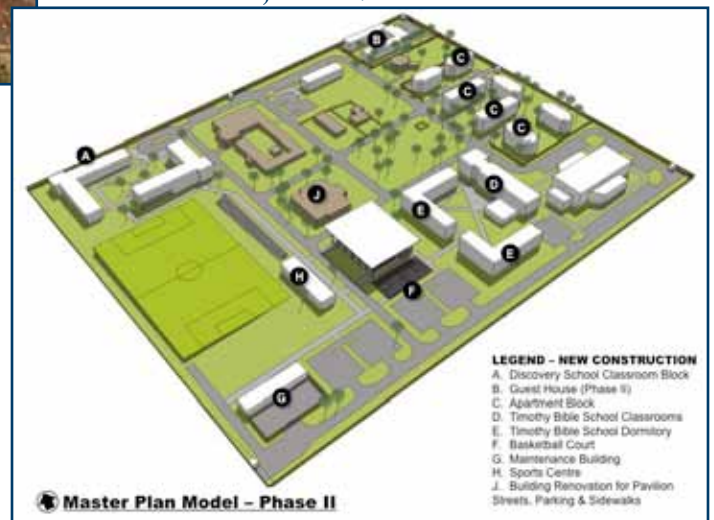 B
C
C
C
C
A
D
J
E
E
H
F
G
LEGEND – NEW CONSTRUCTION
A. Discovery School Classroom Block
B. Guest House (Phase II)
C. Apartment Block
D. Timothy Bible School Classrooms
E. Timothy Bible School Dormitory
F. Basketball Court
G. Maintenance Building
H. Sports Centre
J. Building Renovation for Pavilion
Streets, Parking & Sidewalks
Master Plan Model – Phase II